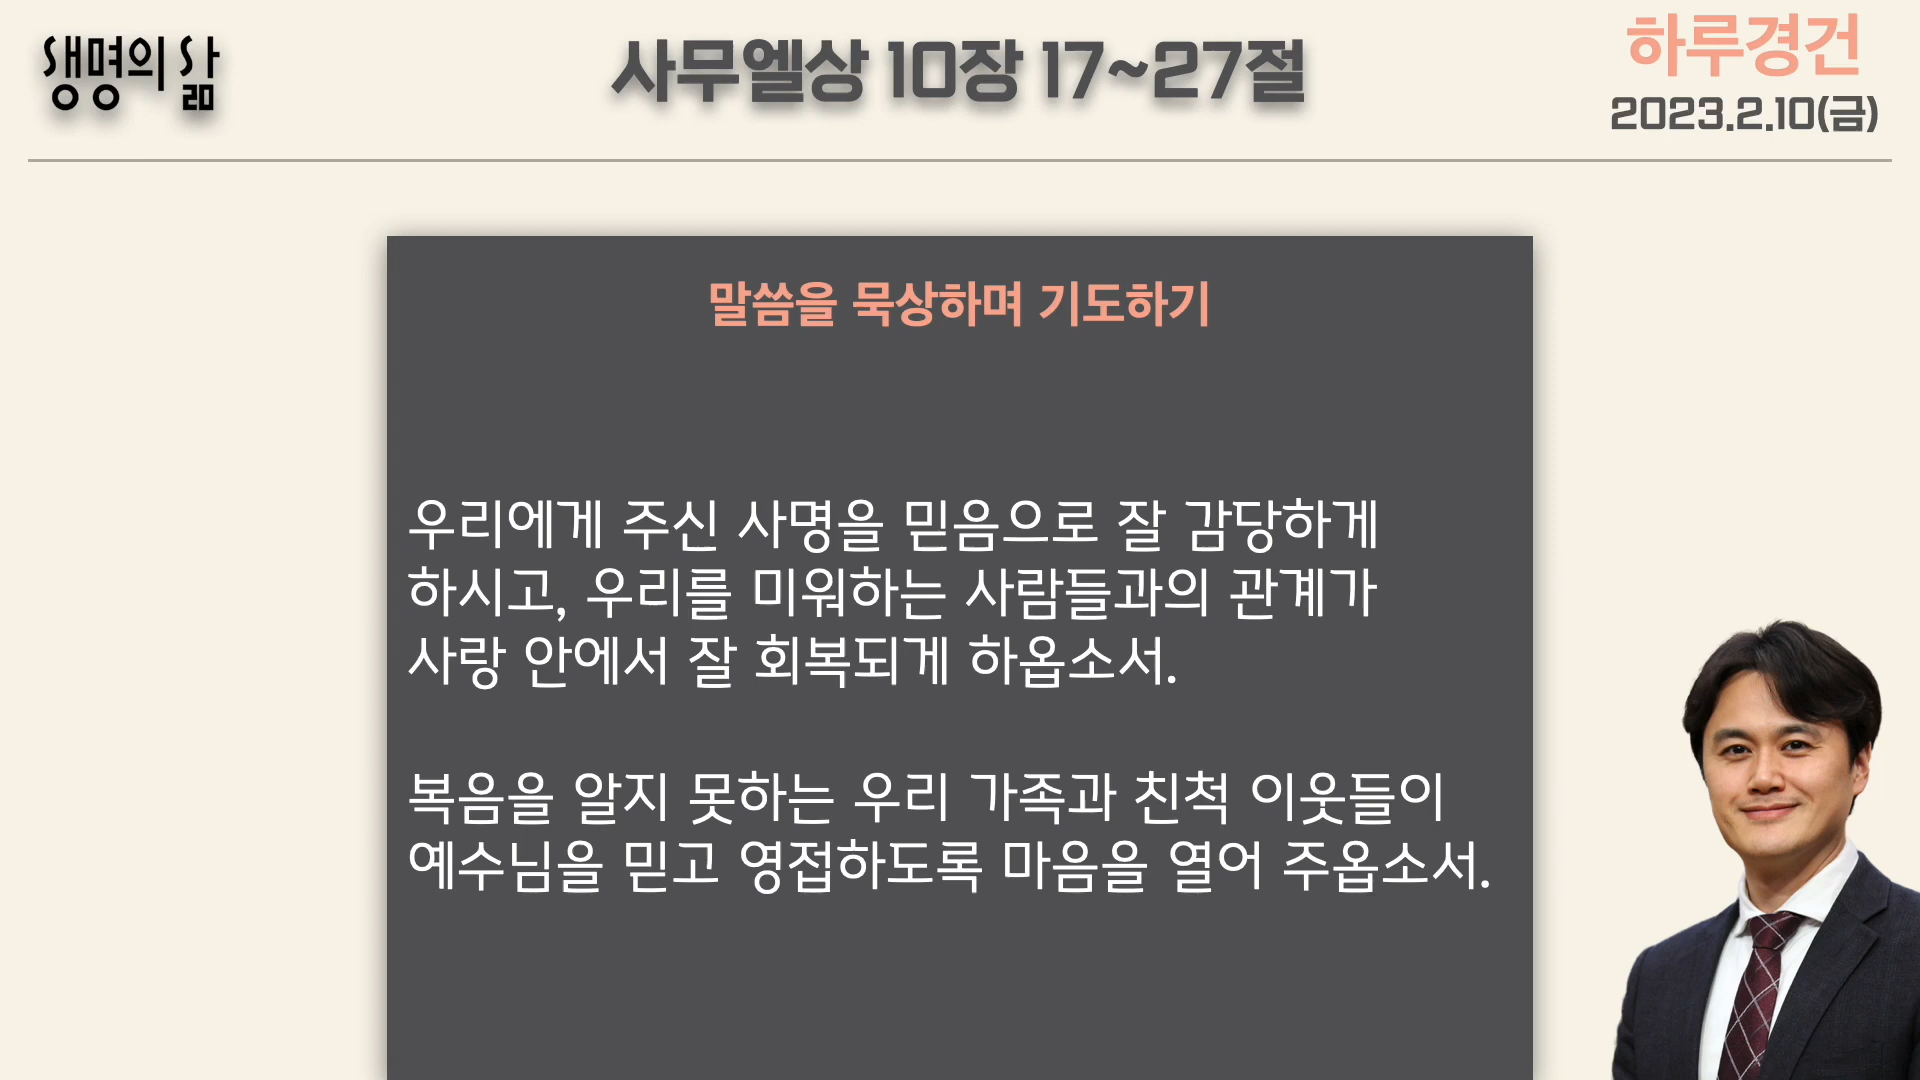 생명의 삶
사무엘상 10장 17~27절
하루경건
2023.2.10(금)
말씀을 묵상하며 기도하기
우리에게 주신 사명을 믿음으로 잘 감당하게
하시고, 우리를 미워하는 사람들과의 관계가
사랑 안에서 잘 회복되게 하옵소서.
복음을 알지 못하는 우리 가족과 친척 이웃들이
예수님을 믿고 영접하도록 마음을 열어 주옵소서.